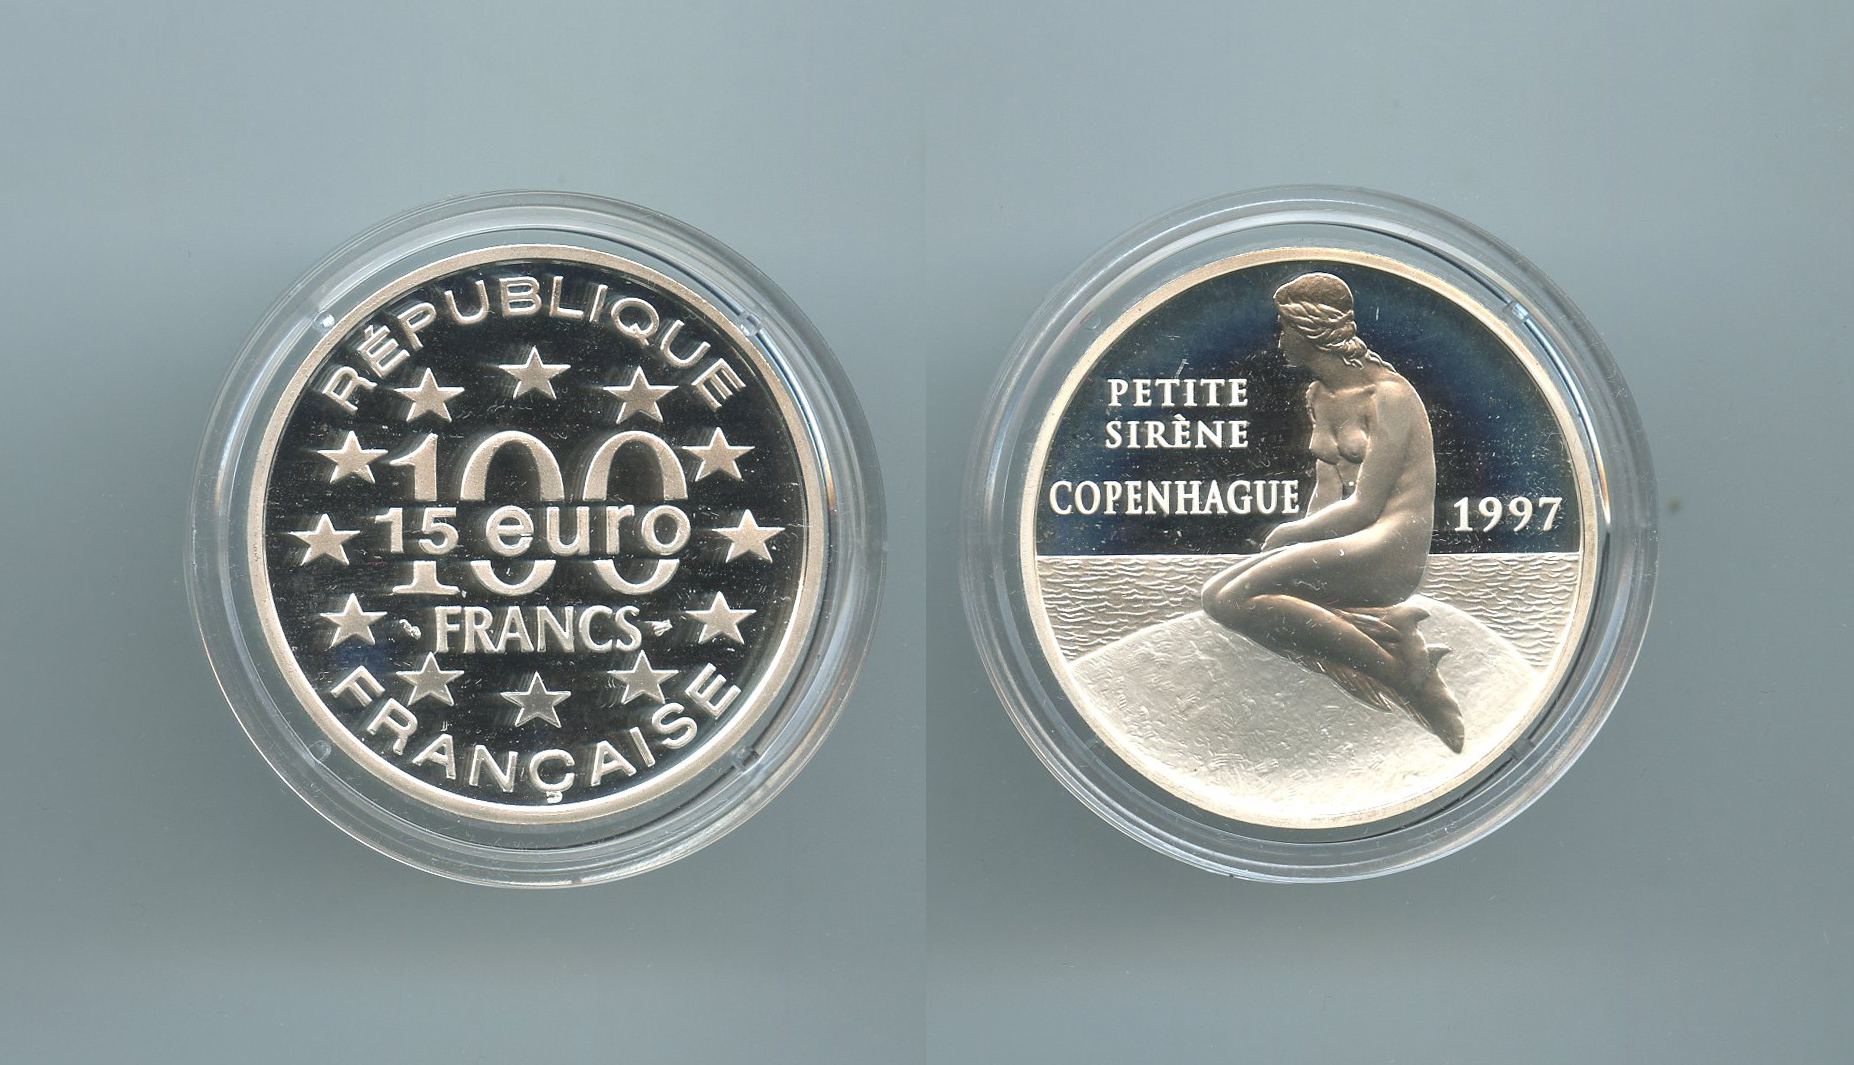 RÉPUBLIQUE
100
15 euro
FRANCS
FRANÇAISE
PETITE
SIRÈNE
COPENHAGUE
1997